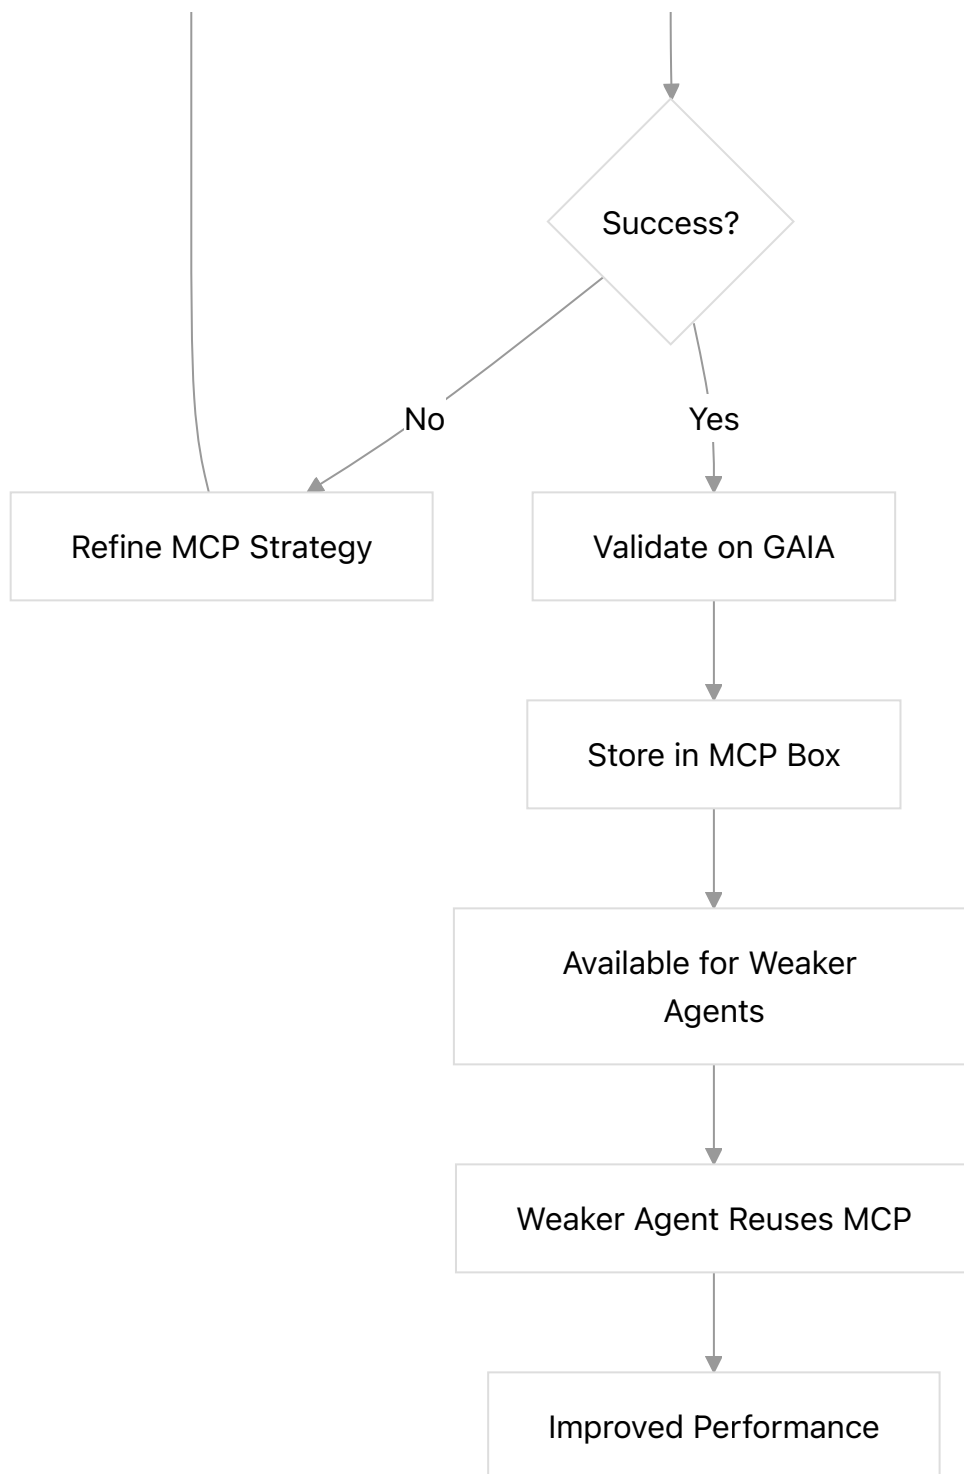 Success?
No
Yes
Refine MCP Strategy
Validate on GAIA
Store in MCP Box
Available for Weaker
Agents
Weaker Agent Reuses MCP
Improved Performance